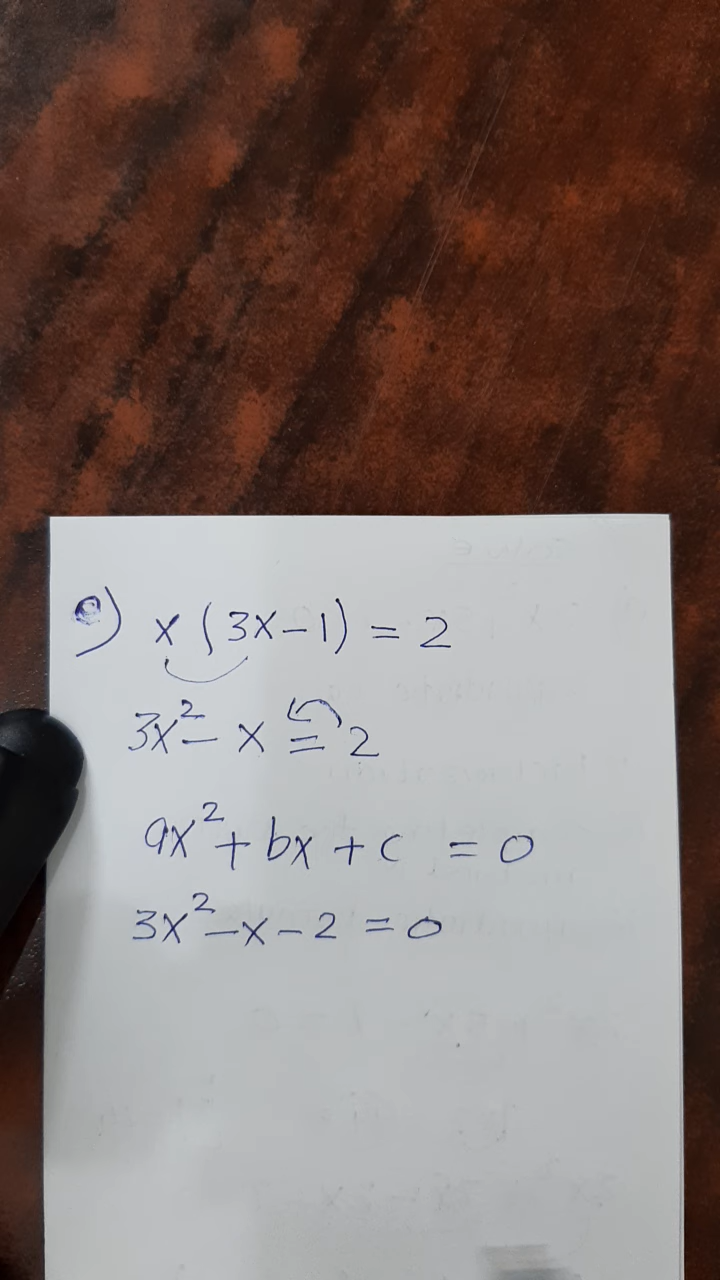 e) x (3x-1) = 2
3x² - x = 2
ax² + bx + c = 0
3x² - x - 2 = 0